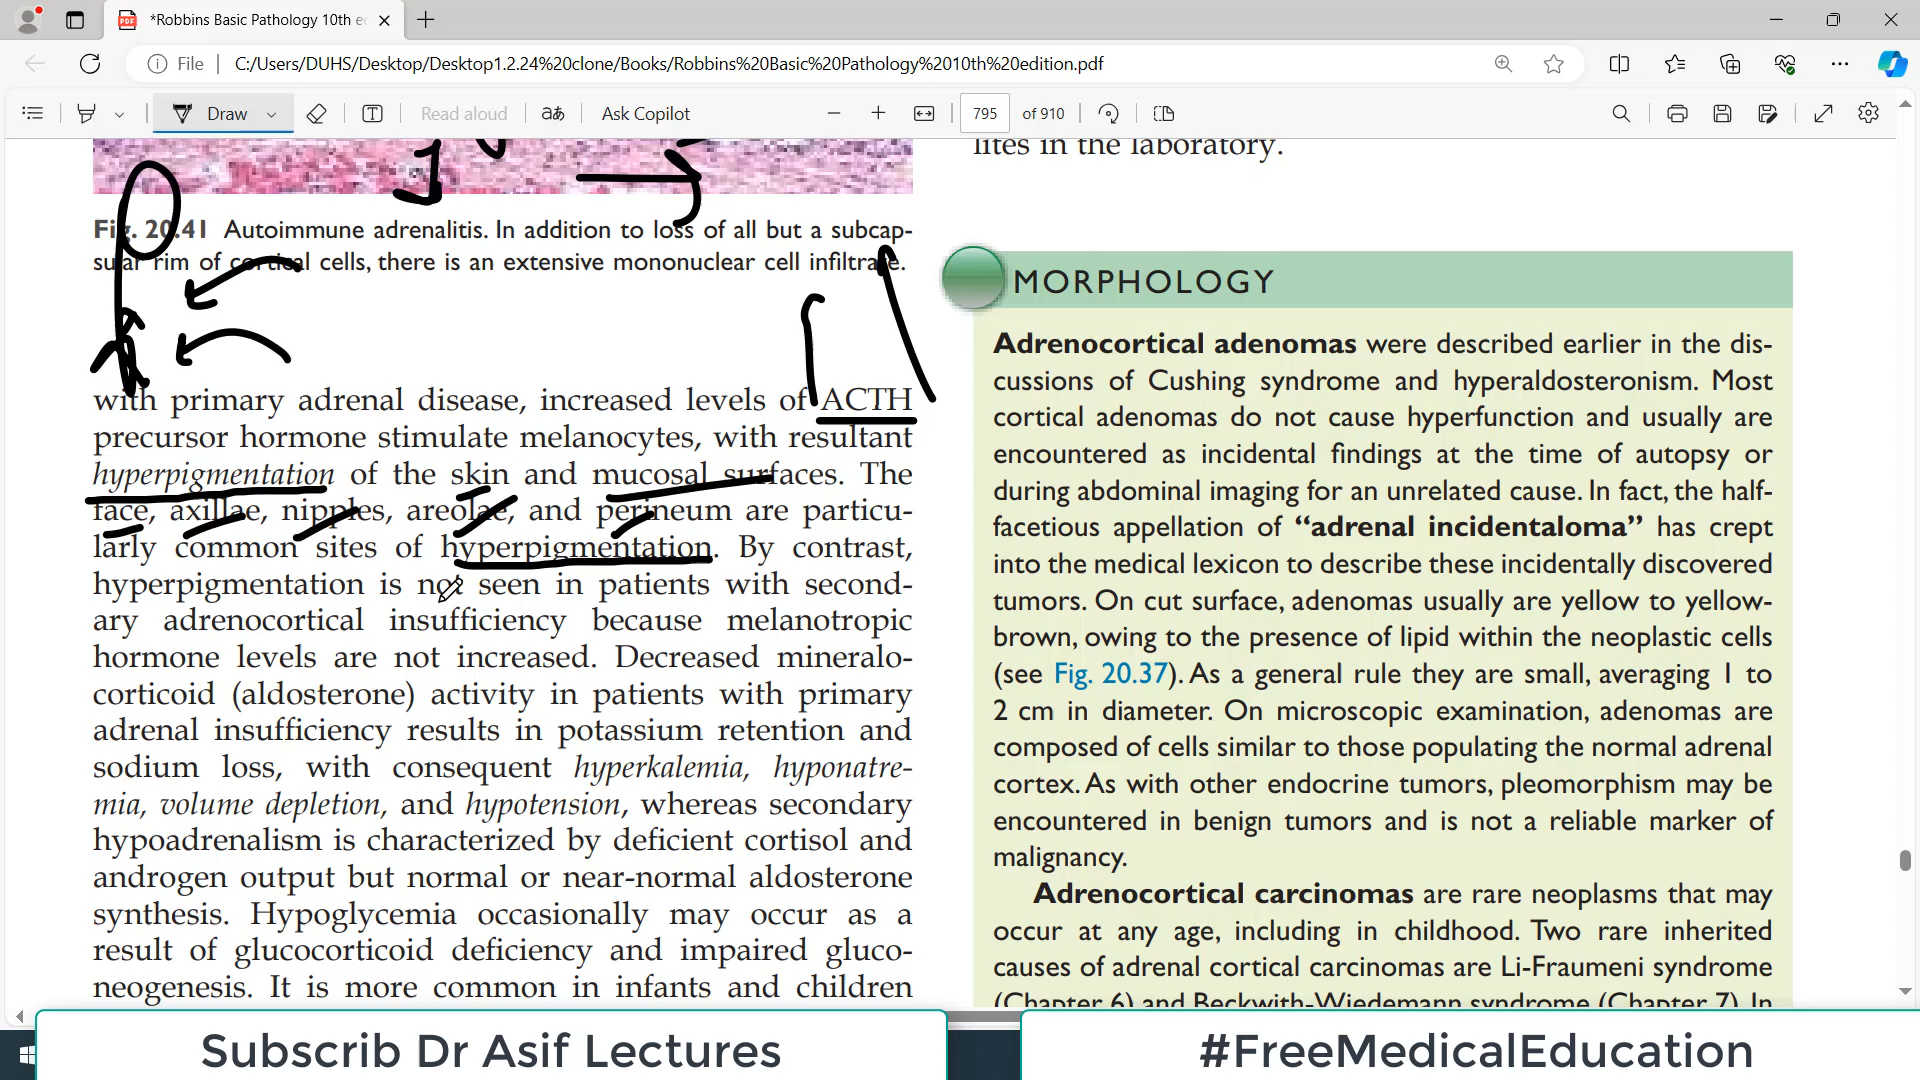 *Robbins Basic Pathology 10th e
File
C:/Users/DUHS/Desktop/Desktop1.2.24%20clone/Books/Robbins%20Basic%20Pathology%2010th%20edition.pdf
Draw
Read aloud
aあ
Ask Copilot
795 of 910
Fig. 20.41 Autoimmune adrenalitis. In addition to loss of all but a subcap-
sular rim of cortical cells, there is an extensive mononuclear cell infiltrate.
with primary adrenal disease, increased levels of ACTH
precursor hormone stimulate melanocytes, with resultant
hyperpigmentation of the skin and mucosal surfaces. The
face, axillae, nipples, areolae, and perineum are particu-
larly common sites of hyperpigmentation. By contrast,
hyperpigmentation is not seen in patients with second-
ary adrenocortical insufficiency because melanotropic
hormone levels are not increased. Decreased mineralo-
corticoid (aldosterone) activity in patients with primary
adrenal insufficiency results in potassium retention and
sodium loss, with consequent hyperkalemia, hyponatre-
mia, volume depletion, and hypotension, whereas secondary
hypoadrenalism is characterized by deficient cortisol and
androgen output but normal or near-normal aldosterone
synthesis. Hypoglycemia occasionally may occur as a
result of glucocorticoid deficiency and impaired gluco-
neogenesis. It is more common in infants and children
lites in the laboratory.
MORPHOLOGY
Adrenocortical adenomas were described earlier in the dis-
cussions of Cushing syndrome and hyperaldosteronism. Most
cortical adenomas do not cause hyperfunction and usually are
encountered as incidental findings at the time of autopsy or
during abdominal imaging for an unrelated cause. In fact, the half-
facetious appellation of “adrenal incidentaloma” has crept
into the medical lexicon to describe these incidentally discovered
tumors. On cut surface, adenomas usually are yellow to yellow-
brown, owing to the presence of lipid within the neoplastic cells
(see Fig. 20.37). As a general rule they are small, averaging 1 to
2 cm in diameter. On microscopic examination, adenomas are
composed of cells similar to those populating the normal adrenal
cortex. As with other endocrine tumors, pleomorphism may be
encountered in benign tumors and is not a reliable marker of
malignancy.
Adrenocortical carcinomas are rare neoplasms that may
occur at any age, including in childhood. Two rare inherited
causes of adrenal cortical carcinomas are Li-Fraumeni syndrome
(Chapter 6) and Beckwith-Wiedemann syndrome (Chapter 7). In
Subscrib Dr Asif Lectures
#FreeMedicalEducation